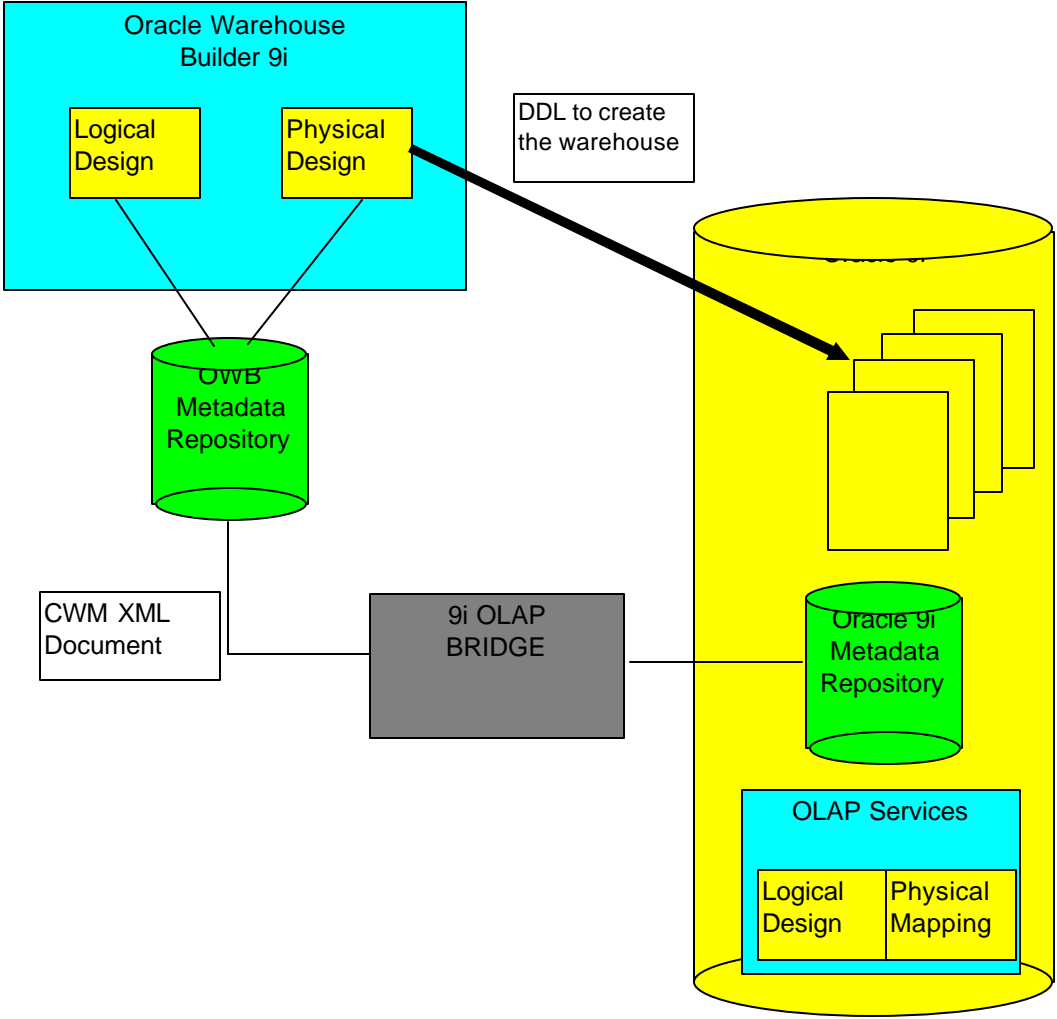 Oracle Warehouse
Builder 9i
Logical
Design
Physical
Design
DDL to create
the warehouse
OWB
Metadata
Repository
CWM XML
Document
9i OLAP
BRIDGE
Oracle 9i
Metadata
Repository
OLAP Services
Logical
Design
Physical
Mapping